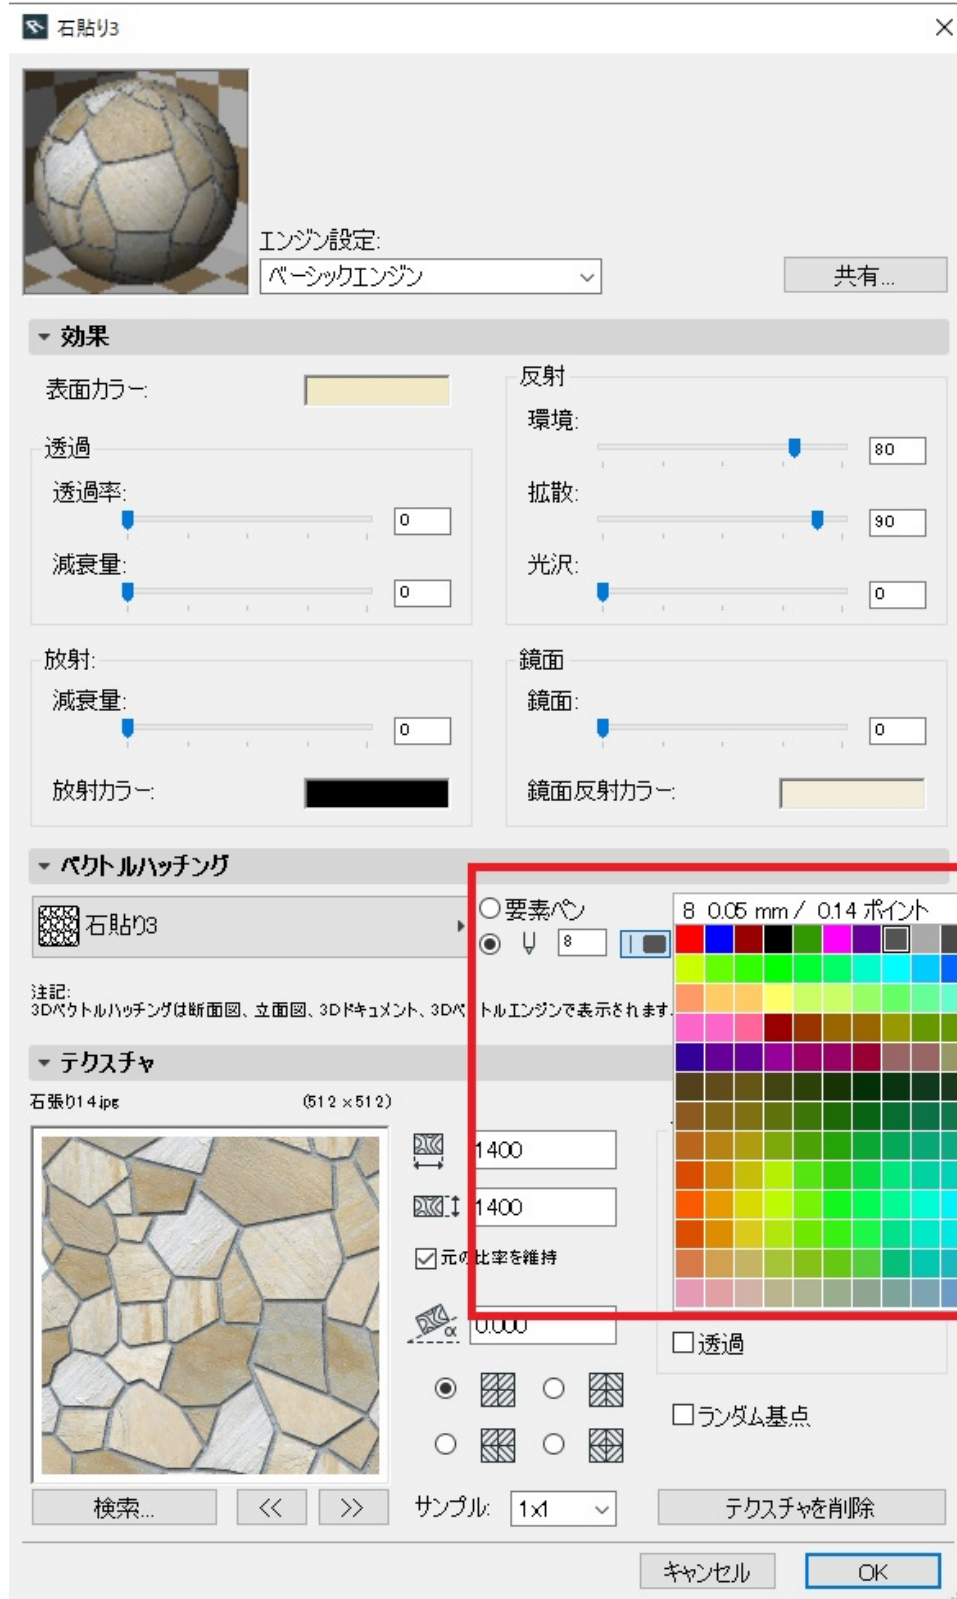 石貼り3
エンジン設定:
ベーシックエンジン
共有...
効果
表面カラー:
透過
透過率:
0
減衰量:
0
反射
環境:
80
拡散:
90
光沢:
0
放射:
減衰量:
0
放射カラー:
鏡面
鏡面:
0
鏡面反射カラー:
ベクトルハッチング
石貼り3
要素ペン
8
8 0.05 mm / 0.14 ポイント
注記:
3Dベクトルハッチングは断面図、立面図、3Dドキュメント、3Dベクトルエンジンで表示されます.
テクスチャ
石張り14.jpg (512×512)
1400
1400
元の比率を維持
α 0.000
透過
ランダム基点
検索... << >>
サンプル: 1x1
テクスチャを削除
キャンセル OK